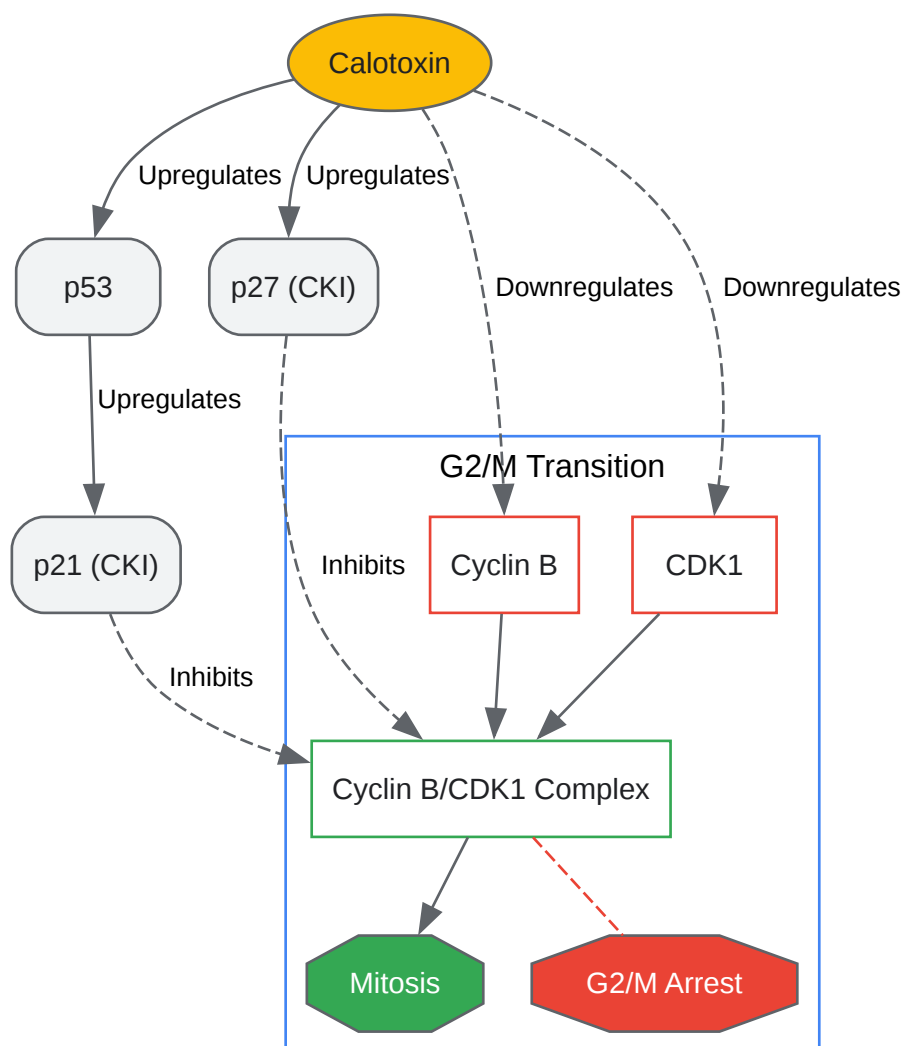 Calotoxin
Upregulates
Upregulates
p53
p27 (CKI)
Downregulates
Downregulates
Upregulates
G2/M Transition
p21 (CKI)
Inhibits
Cyclin B
CDK1
Inhibits
Cyclin B/CDK1 Complex
Mitosis
G2/M Arrest